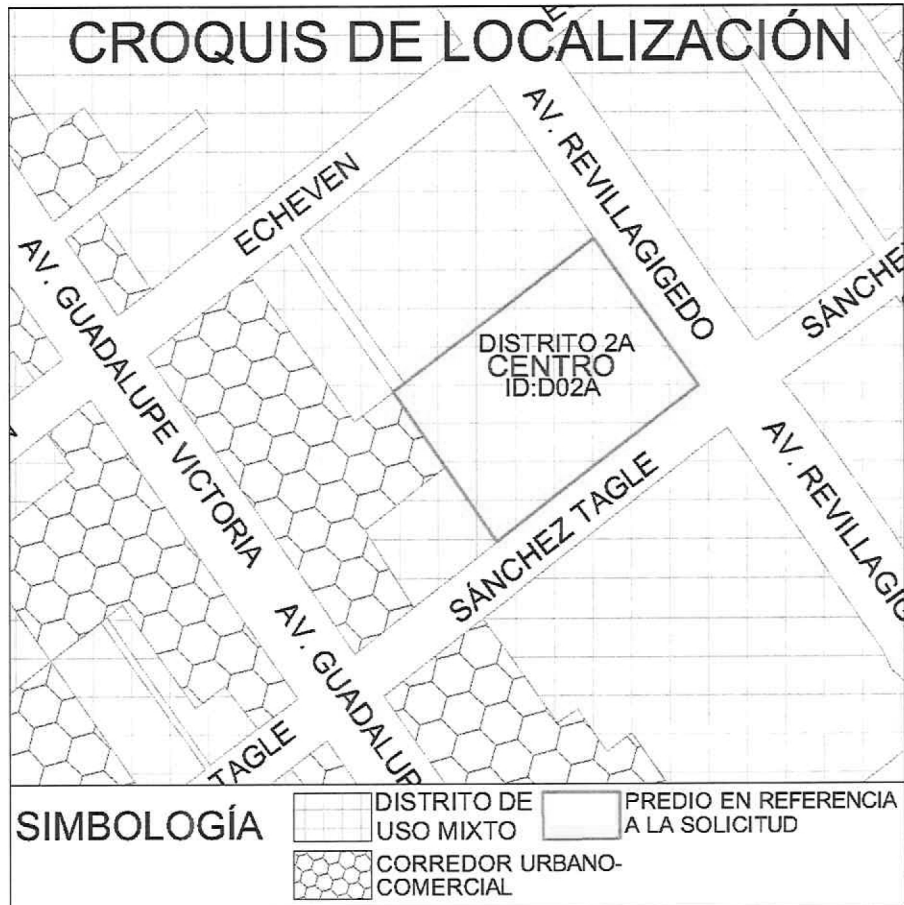 CROQUIS DE LOCALIZACIÓN
AV. REVILLAGIGEDO
ECHEVEN
AV. GUADALUPE VICTORIA
DISTRITO 2A
CENTRO
ID:D02A
SÁNCHEZ TAGLE
AV. REVILLAGIG
AV. GUADALUP
TAGLE
SIMBOLOGÍA
DISTRITO DE
USO MIXTO
PREDIO EN REFERENCIA
A LA SOLICITUD
CORREDOR URBANO-
COMERCIAL